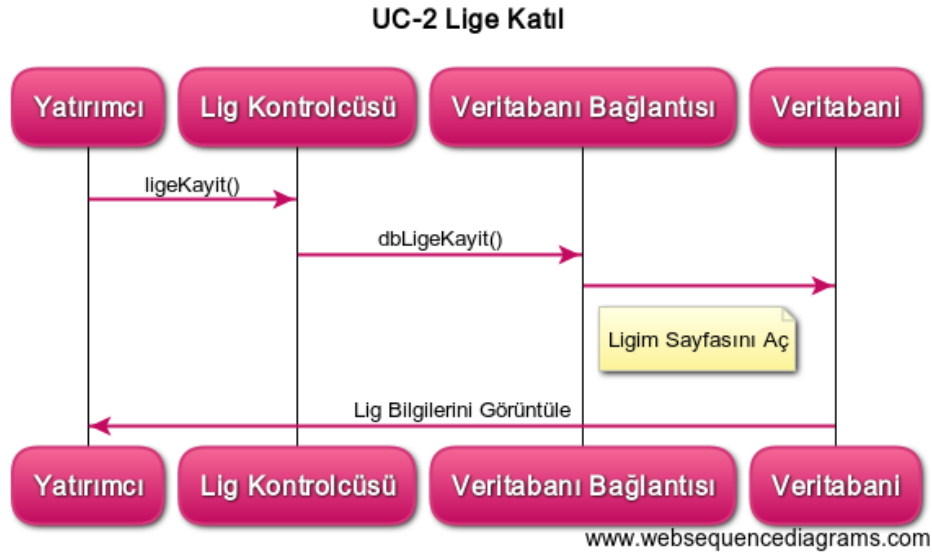 UC-2 Lige Katıl
Yatırımcı
Lig Kontrolcüsü
Veritabanı Bağlantısı
Veritabani
ligeKayit()
dbLigeKayit()
Ligim Sayfasını Aç
Lig Bilgilerini Görüntüle
Yatırımcı
Lig Kontrolcüsü
Veritabanı Bağlantısı
Veritabani
www.websequencediagrams.com